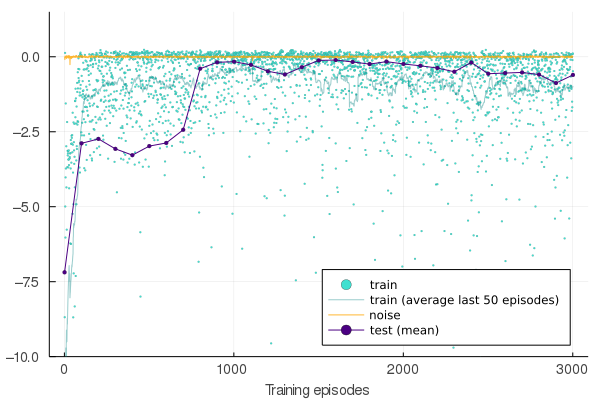 0.0
−2.5
−5.0
−7.5
−10.0
0
1000
2000
3000
Training episodes
train
train (average last 50 episodes)
noise
test (mean)